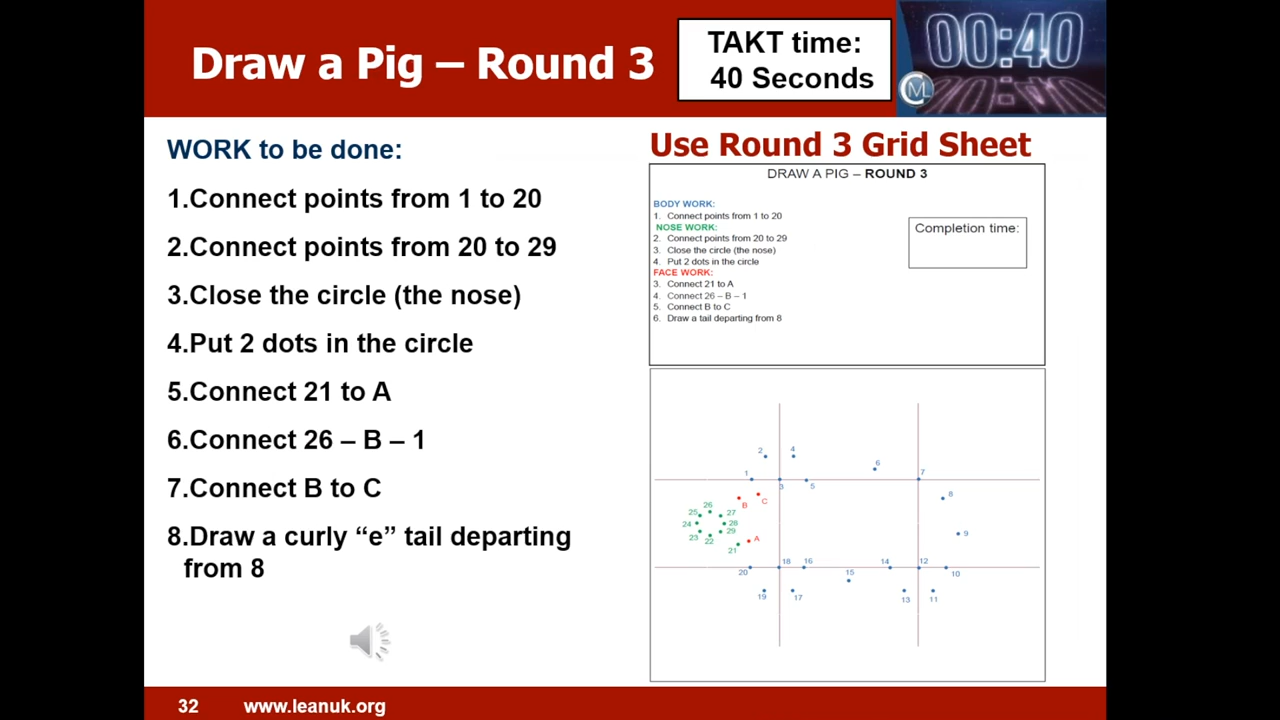 Draw a Pig – Round 3
TAKT time:
40 Seconds
00:40
CML
WORK to be done:
1.Connect points from 1 to 20
2.Connect points from 20 to 29
3.Close the circle (the nose)
4.Put 2 dots in the circle
5.Connect 21 to A
6.Connect 26 – B – 1
7.Connect B to C
8.Draw a curly “e” tail departing
from 8
Use Round 3 Grid Sheet
DRAW A PIG – ROUND 3
BODY WORK:
1. Connect points from 1 to 20
NOSE WORK:
2. Connect points from 20 to 29
3. Close the circle (the nose)
4. Put 2 dots in the circle
FACE WORK:
3. Connect 21 to A
4. Connect 26 – B – 1
5. Connect B to C
6. Draw a tail departing from 8
Completion time:
2 4
6
7
1
3 5
8
C
B
26
25 27
24 28
9
23 22 29
A
21
18 16 14 12
20 15 10
19 17 13 11
32 www.leanuk.org